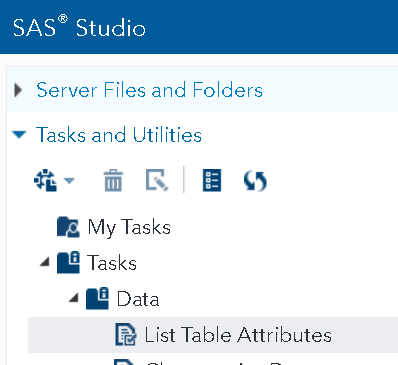 SAS® Studio
Server Files and Folders
Tasks and Utilities
My Tasks
Tasks
Data
List Table Attributes